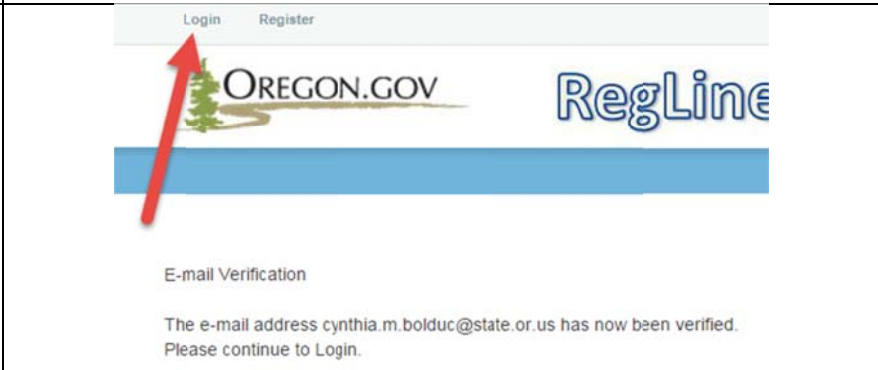 Login Register
OREGON.GOV RegLine
E-mail Verification
The e-mail address cynthia.m.bolduc@state.or.us has now been verified.
Please continue to Login.